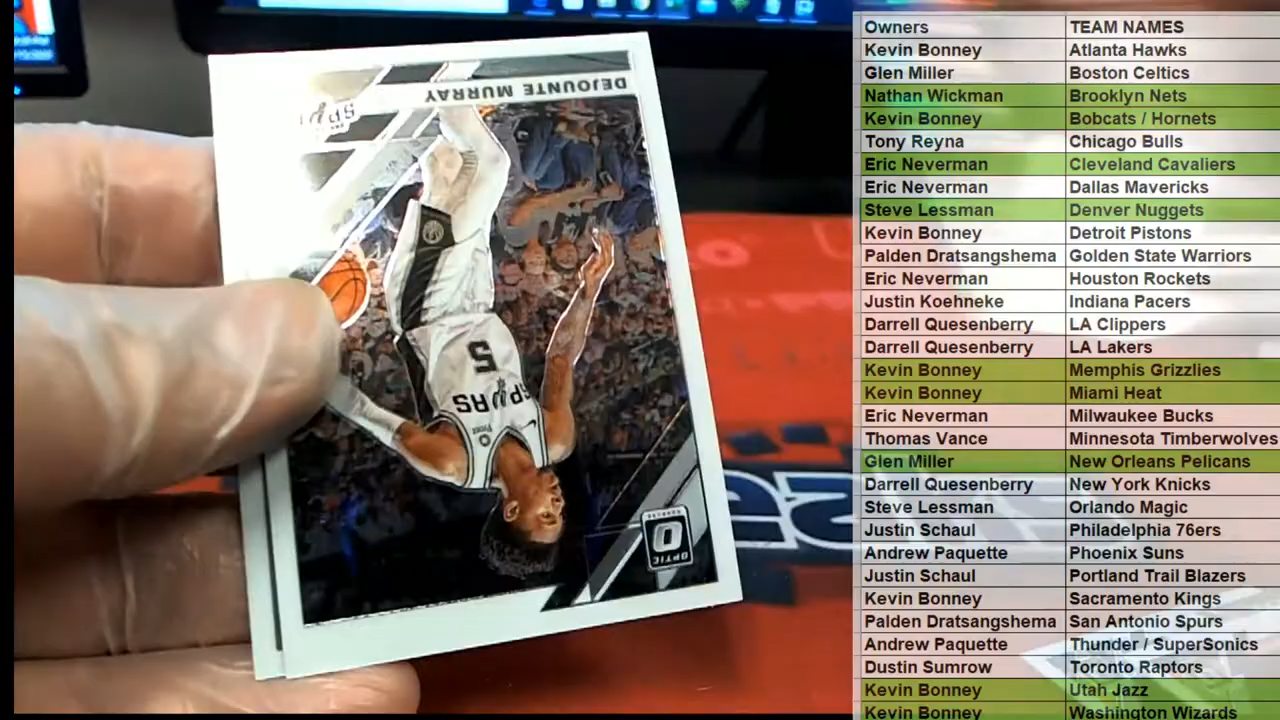 DEJOUNTE MURRAY
SPURS
5
SPURS
OPTIC
Owners TEAM NAMES
Kevin Bonney Atlanta Hawks
Glen Miller Boston Celtics
Nathan Wickman Brooklyn Nets
Kevin Bonney Bobcats / Hornets
Tony Reyna Chicago Bulls
Eric Neverman Cleveland Cavaliers
Eric Neverman Dallas Mavericks
Steve Lessman Denver Nuggets
Kevin Bonney Detroit Pistons
Palden Dratsangshema Golden State Warriors
Eric Neverman Houston Rockets
Justin Koehneke Indiana Pacers
Darrell Quesenberry LA Clippers
Darrell Quesenberry LA Lakers
Kevin Bonney Memphis Grizzlies
Kevin Bonney Miami Heat
Eric Neverman Milwaukee Bucks
Thomas Vance Minnesota Timberwolves
Glen Miller New Orleans Pelicans
Darrell Quesenberry New York Knicks
Steve Lessman Orlando Magic
Justin Schaul Philadelphia 76ers
Andrew Paquette Phoenix Suns
Justin Schaul Portland Trail Blazers
Kevin Bonney Sacramento Kings
Palden Dratsangshema San Antonio Spurs
Andrew Paquette Thunder / SuperSonics
Dustin Sumrow Toronto Raptors
Kevin Bonney Utah Jazz
Kevin Bonney Washington Wizards